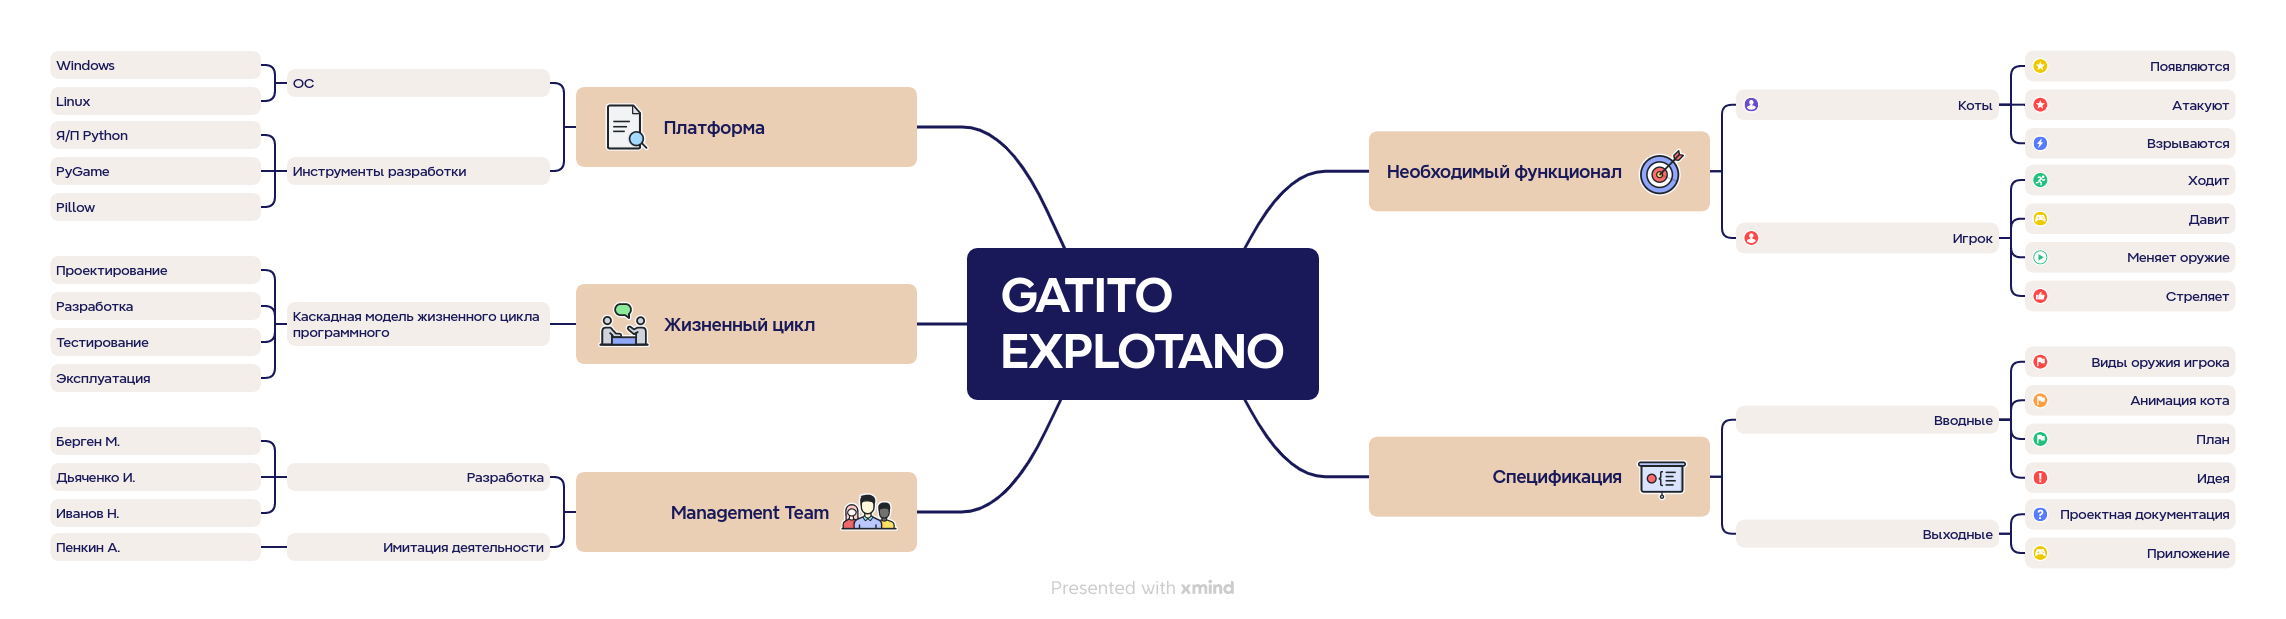 GATITO
EXPLOTANO
Платформа
ОС
Windows
Linux
Инструменты разработки
Я/П Python
PyGame
Pillow
Жизненный цикл
Каскадная модель жизненного цикла
программного
Проектирование
Разработка
Тестирование
Эксплуатация
Management Team
Разработка
Берген М.
Дьяченко И.
Иванов Н.
Имитация деятельности
Пенкин А.
Необходимый функционал
Коты
Появляются
Атакуют
Взрываются
Игрок
Ходит
Давит
Меняет оружие
Стреляет
Спецификация
Вводные
Виды оружия игрока
Анимация кота
План
Идея
Выходные
Проектная документация
Приложение
Presented with xmind